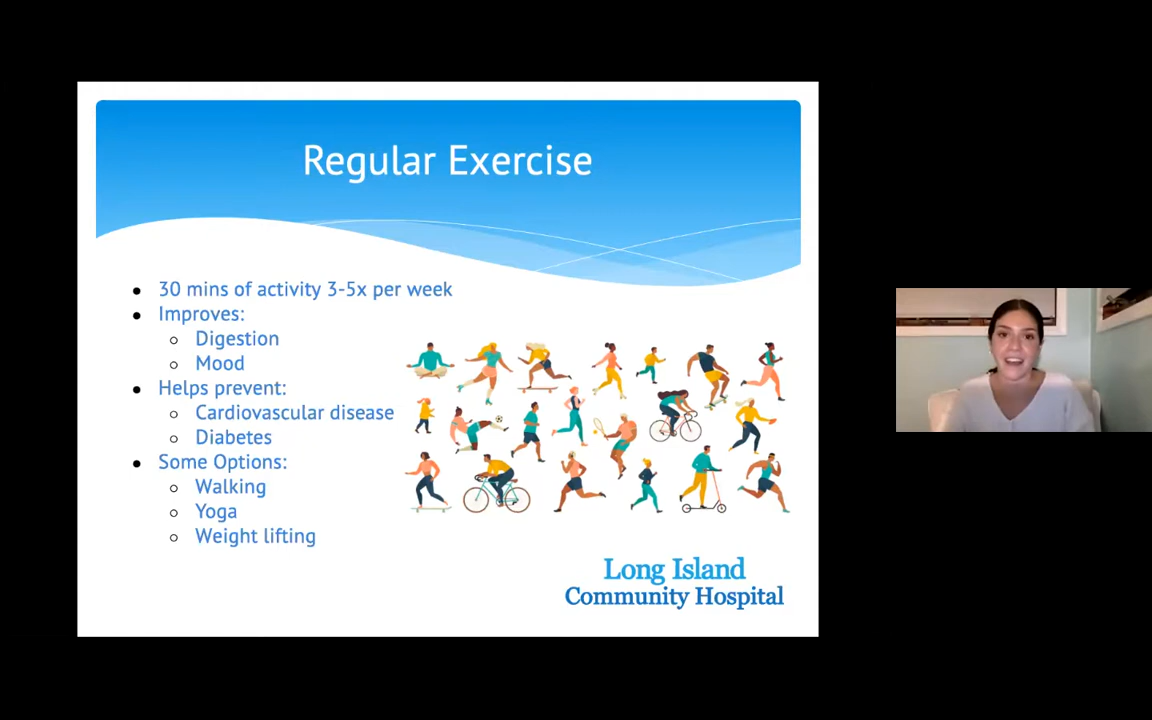 Regular Exercise
30 mins of activity 3-5x per week
Improves:
Digestion
Mood
Helps prevent:
Cardiovascular disease
Diabetes
Some Options:
Walking
Yoga
Weight lifting
Long Island
Community Hospital